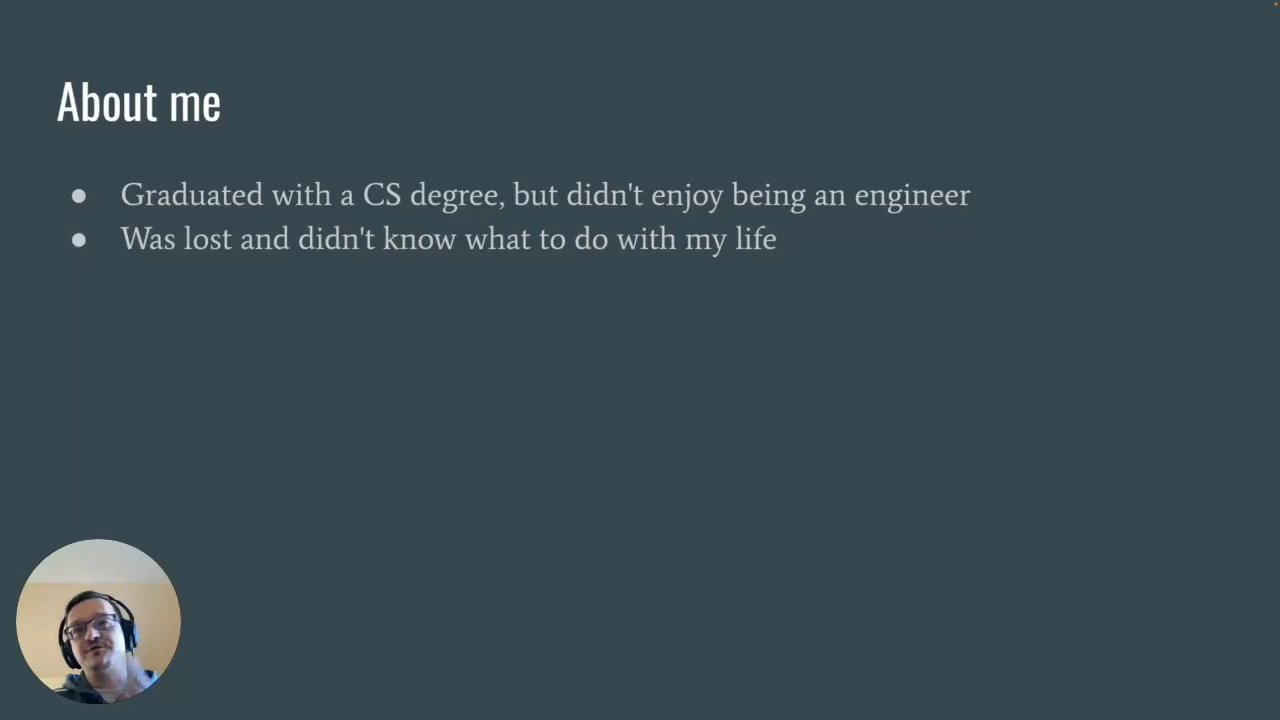 About me
● Graduated with a CS degree, but didn't enjoy being an engineer
● Was lost and didn't know what to do with my life